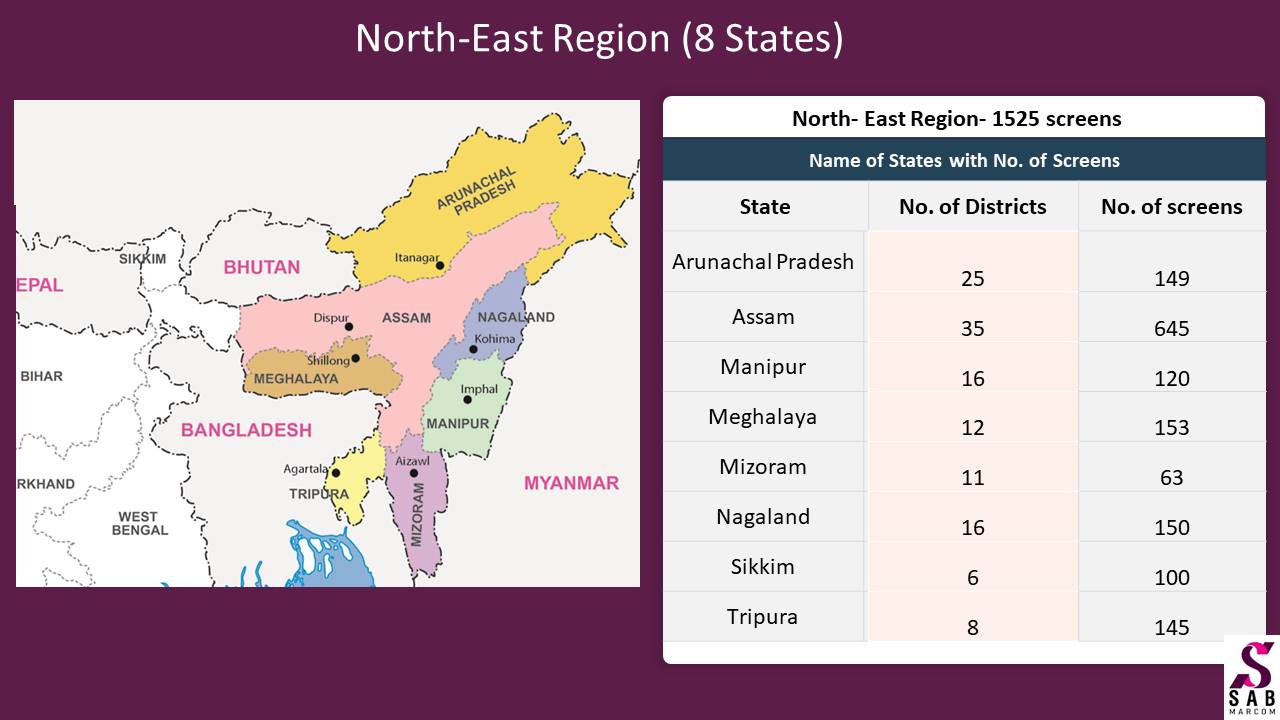 North-East Region (8 States)
ARUNACHAL
PRADESH
SIKKIM
BHUTAN
Itanagar
EPAL
Dispur
ASSAM
NAGALAND
Kohima
Shillong
BIHAR
MEGHALAYA
Imphal
BANGLADESH
MANIPUR
Agartala
Aizawl
RKHAND
TRIPURA
MYANMAR
MIZORAM
WEST
BENGAL
North- East Region- 1525 screens
Name of States with No. of Screens
State No. of Districts No. of screens
Arunachal Pradesh 25 149
Assam 35 645
Manipur 16 120
Meghalaya 12 153
Mizoram 11 63
Nagaland 16 150
Sikkim 6 100
Tripura 8 145
S
SAB
MARCOM